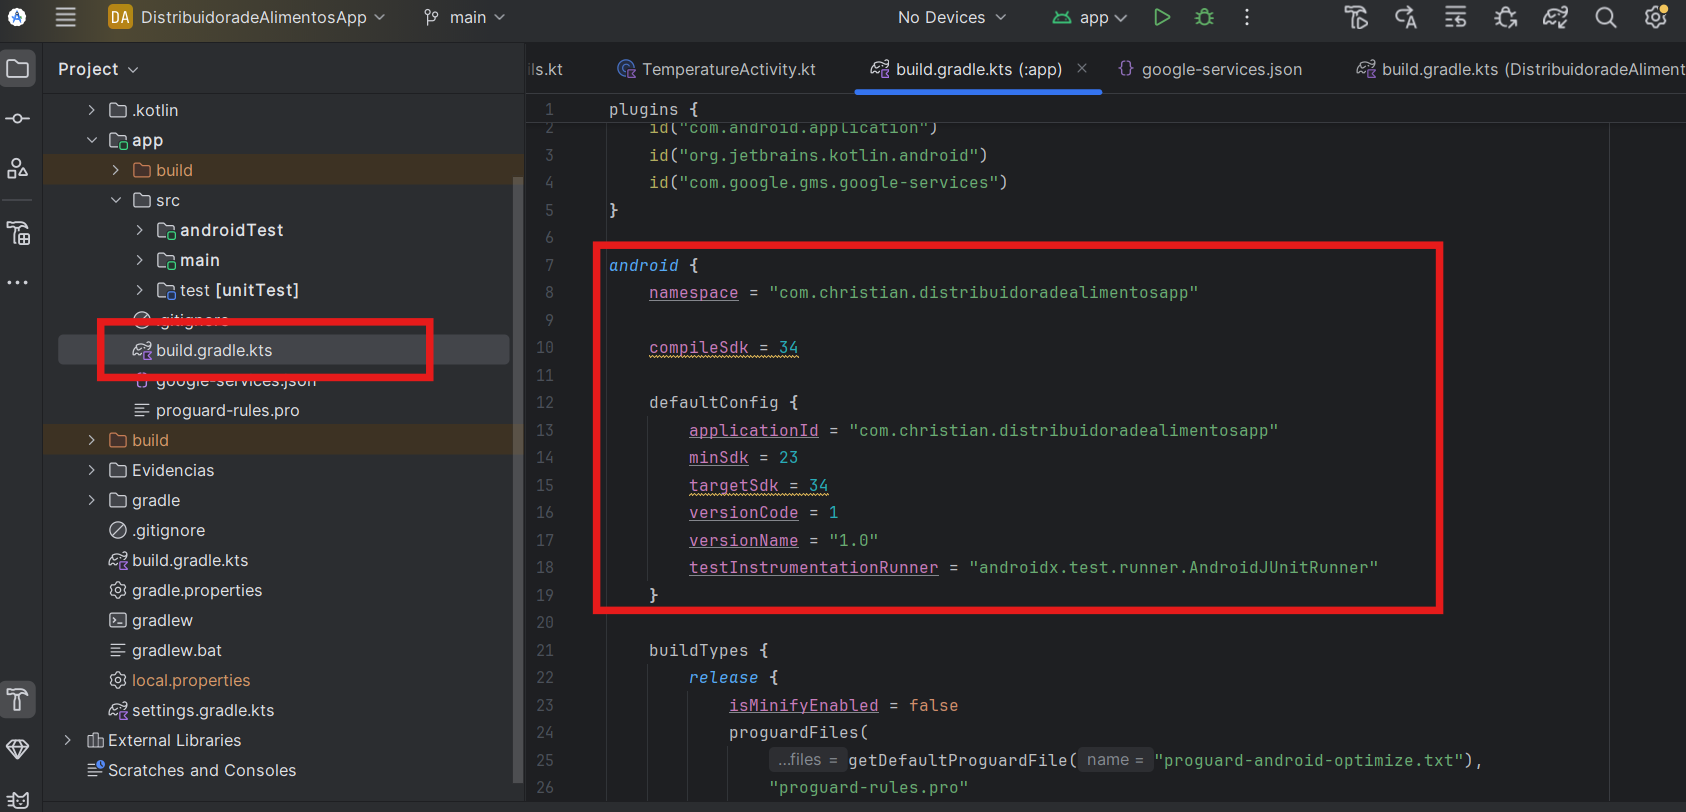 DA DistribuidoradeAlimentosApp main No Devices app
Project
.kotlin
app
build
src
androidTest
main
test [unitTest]
.gitignore
build.gradle.kts
google-services.json
proguard-rules.pro
build
Evidencias
gradle
.gitignore
build.gradle.kts
gradle.properties
gradlew
gradlew.bat
local.properties
settings.gradle.kts
External Libraries
Scratches and Consoles
ls.kt TemperatureActivity.kt build.gradle.kts (:app) google-services.json build.gradle.kts (DistribuidoradeAliment
1 plugins {
2 id("com.android.application")
3 id("org.jetbrains.kotlin.android")
4 id("com.google.gms.google-services")
5 }
6
7 android {
8 namespace = "com.christian.distribuidoradealimentosapp"
9
10 compileSdk = 34
11
12 defaultConfig {
13 applicationId = "com.christian.distribuidoradealimentosapp"
14 minSdk = 23
15 targetSdk = 34
16 versionCode = 1
17 versionName = "1.0"
18 testInstrumentationRunner = "androidx.test.runner.AndroidJUnitRunner"
19 }
20
21 buildTypes {
22 release {
23 isMinifyEnabled = false
24 proguardFiles(
25 ...files = getDefaultProguardFile( name = "proguard-android-optimize.txt"),
26 "proguard-rules.pro"